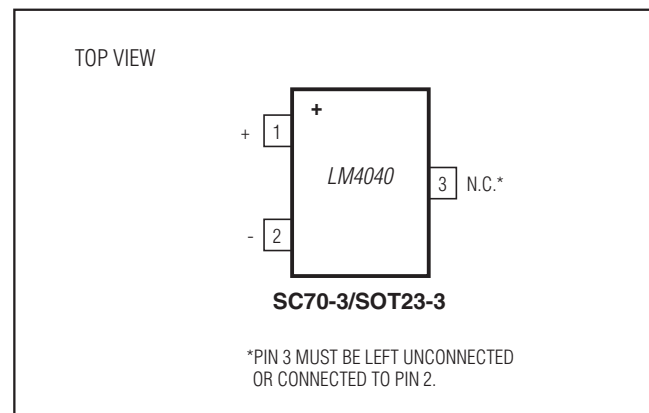 TOP VIEW
+
+ 1
LM4040
3 N.C.*
- 2
SC70-3/SOT23-3
*PIN 3 MUST BE LEFT UNCONNECTED
OR CONNECTED TO PIN 2.